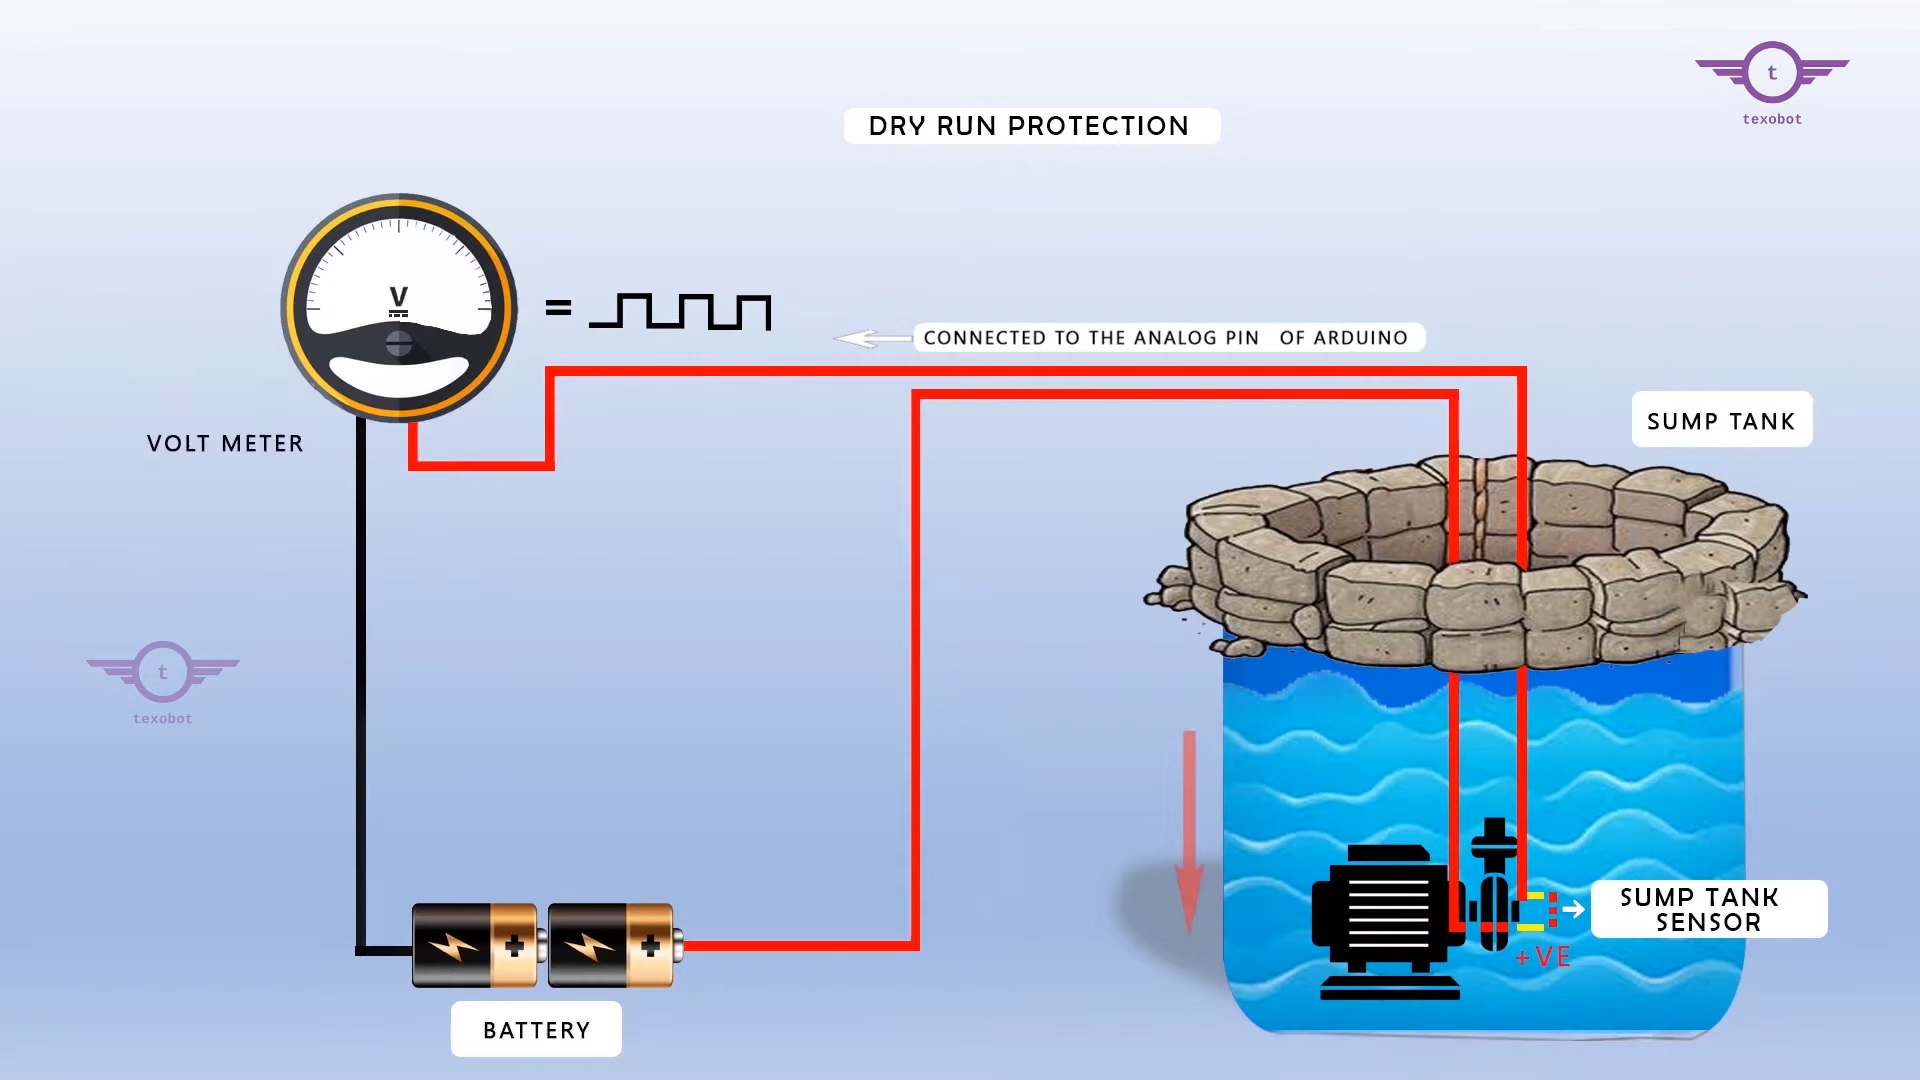 t
texobot
DRY RUN PROTECTION
V
=
CONNECTED TO THE ANALOG PIN OF ARDUINO
SUMP TANK
VOLT METER
t
texobot
SUMP TANK
SENSOR
+VE
+ +
BATTERY